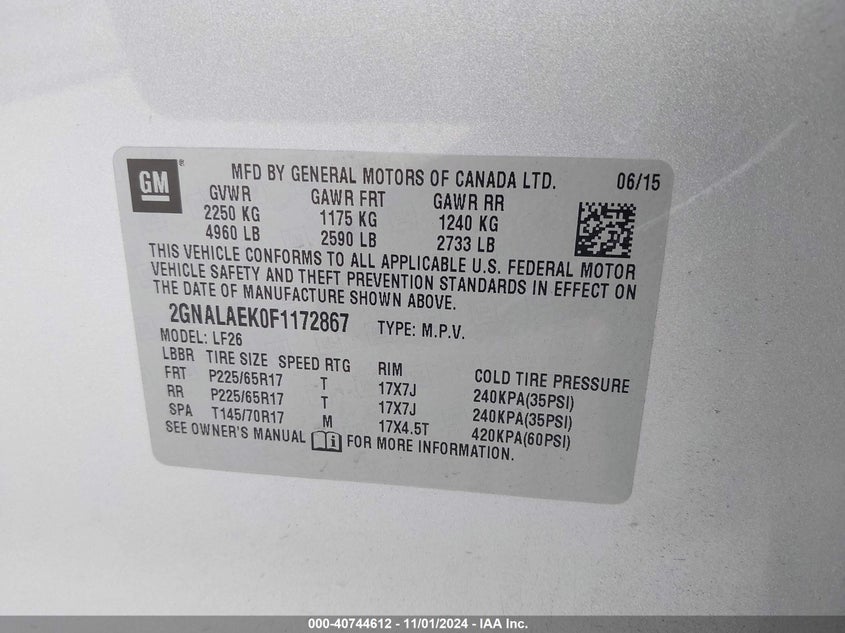 GM ® MFD BY GENERAL MOTORS OF CANADA LTD. 06/15
GVWR GAWR FRT GAWR RR
2250 KG 1175 KG 1240 KG
4960 LB 2590 LB 2733 LB
THIS VEHICLE CONFORMS TO ALL APPLICABLE U.S. FEDERAL MOTOR
VEHICLE SAFETY AND THEFT PREVENTION STANDARDS IN EFFECT ON
THE DATE OF MANUFACTURE SHOWN ABOVE.
2GNALAEK0F1172867 TYPE: M.P.V.
MODEL: LF26
LBBR TIRE SIZE SPEED RTG RIM COLD TIRE PRESSURE
FRT P225/65R17 T 17X7J 240KPA(35PSI)
RR P225/65R17 T 17X7J 240KPA(35PSI)
SPA T145/70R17 M 17X4.5T 420KPA(60PSI)
SEE OWNER'S MANUAL FOR MORE INFORMATION.
000-40744612 - 11/01/2024 - IAA Inc.